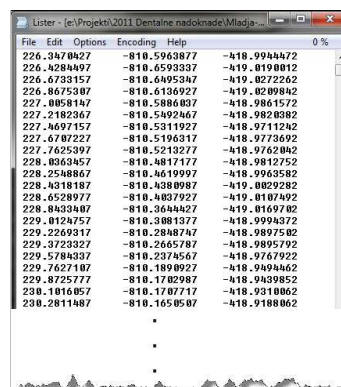 Lister - [e:\Projekti\2011 Dentalne nadoknade\Mladja-...
File Edit Options Encoding Help 0 %
226.3470427 -810.5963877 -418.9944472
226.4284497 -810.6593337 -419.0190012
226.6733157 -810.6495347 -419.0272262
226.8675307 -810.6136927 -419.0209842
227.0058147 -810.5886037 -418.9861572
227.2182367 -810.5492467 -418.9820382
227.4697157 -810.5311927 -418.9711242
227.6707227 -810.5196317 -418.9773692
227.7625397 -810.5213277 -418.9762042
228.0363457 -810.4817177 -418.9812752
228.2548867 -810.4619997 -418.9963582
228.4318187 -810.4380987 -419.0029282
228.6528977 -810.4037927 -419.0107492
228.8433407 -810.3644427 -419.0169702
229.0124757 -810.3081377 -418.9994372
229.2269317 -810.2848747 -418.9897502
229.3723327 -810.2665787 -418.9895792
229.5784337 -810.2374567 -418.9767922
229.7627107 -810.1890927 -418.9494462
229.8725777 -810.1702987 -418.9439852
230.1016057 -810.1707717 -418.9310062
230.2811487 -810.1650507 -418.9188062